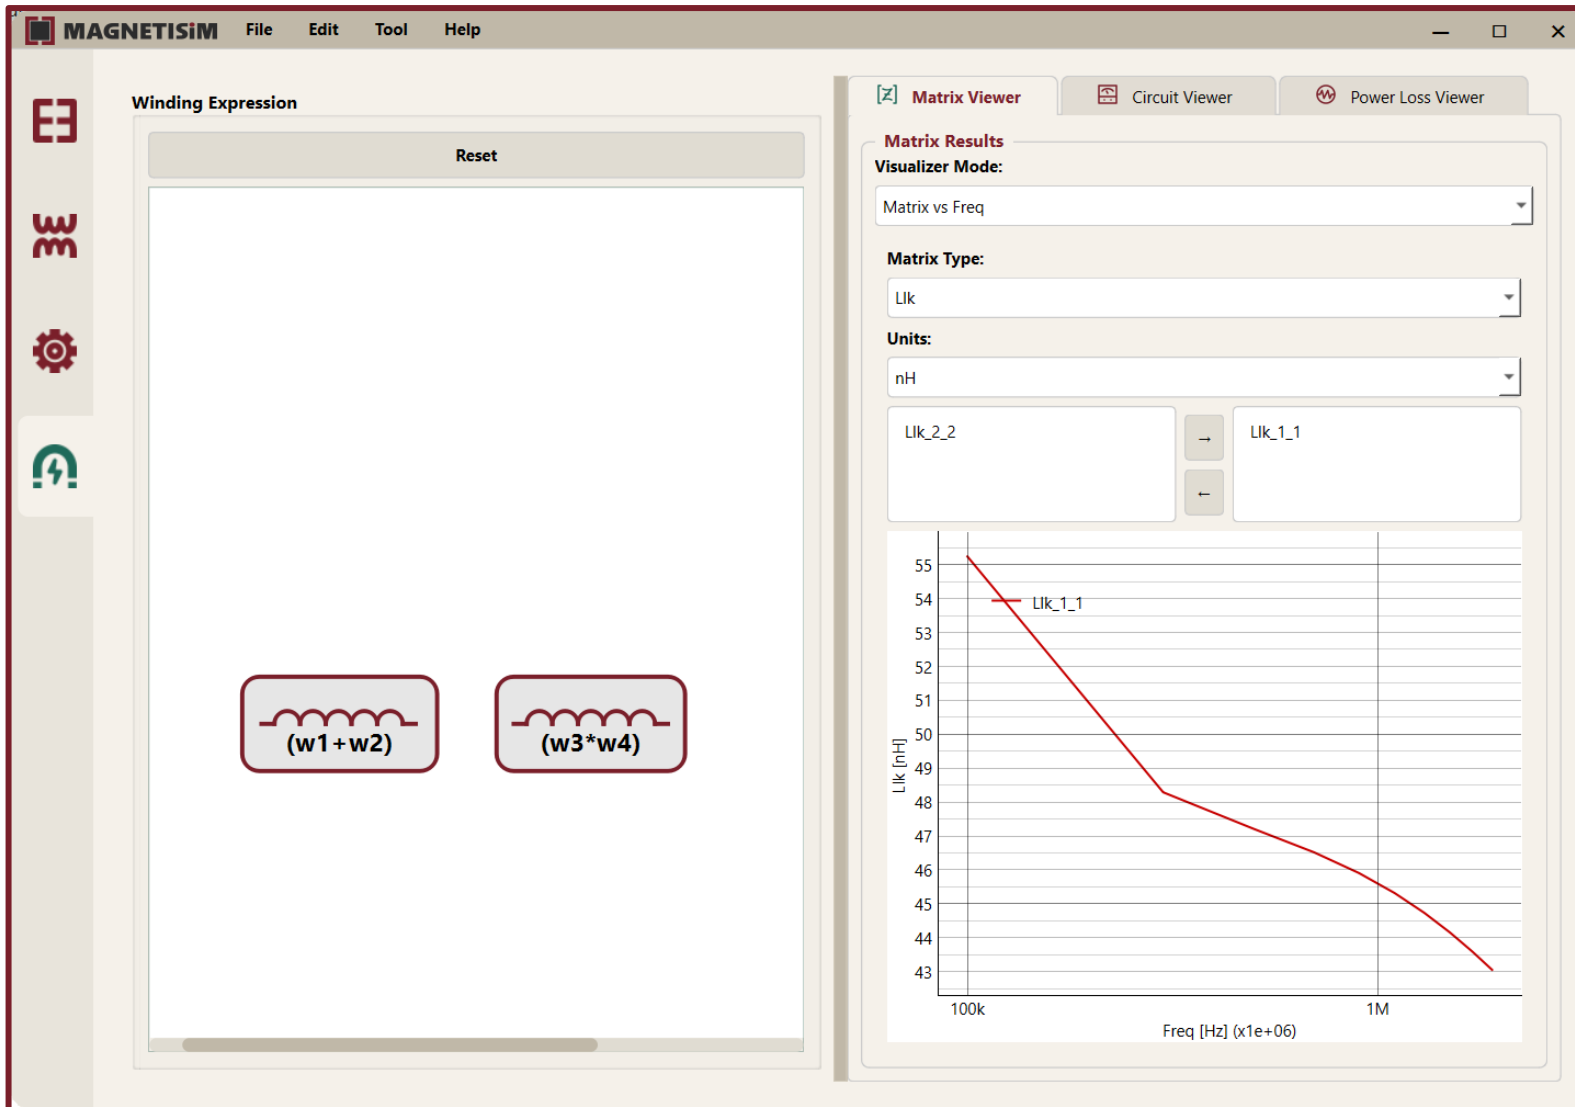 MAGNETISiM File Edit Tool Help
Winding Expression
Reset
(w1+w2) (w3*w4)
[Z] Matrix Viewer Circuit Viewer Power Loss Viewer
Matrix Results
Visualizer Mode:
Matrix vs Freq
Matrix Type:
Llk
Units:
nH
Llk_2_2 → Llk_1_1
←
55
54
53
52
51
50
49
48
47
46
45
44
43
Llk [nH]
Llk_1_1
100k 1M
Freq [Hz] (x1e+06)